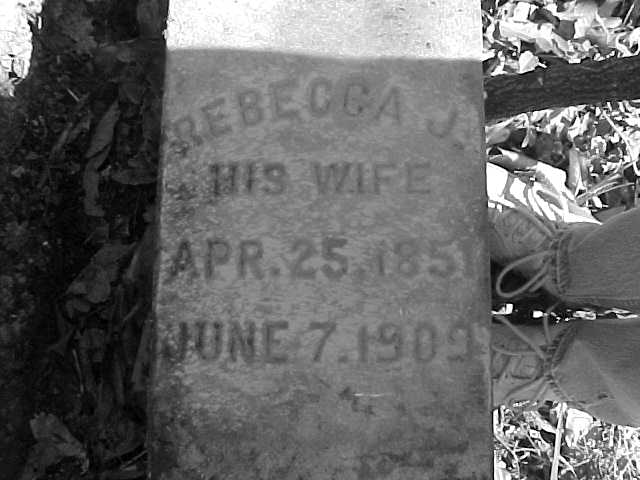 REBECCA J.
HIS WIFE
APR. 25. 1851
JUNE 7. 1909